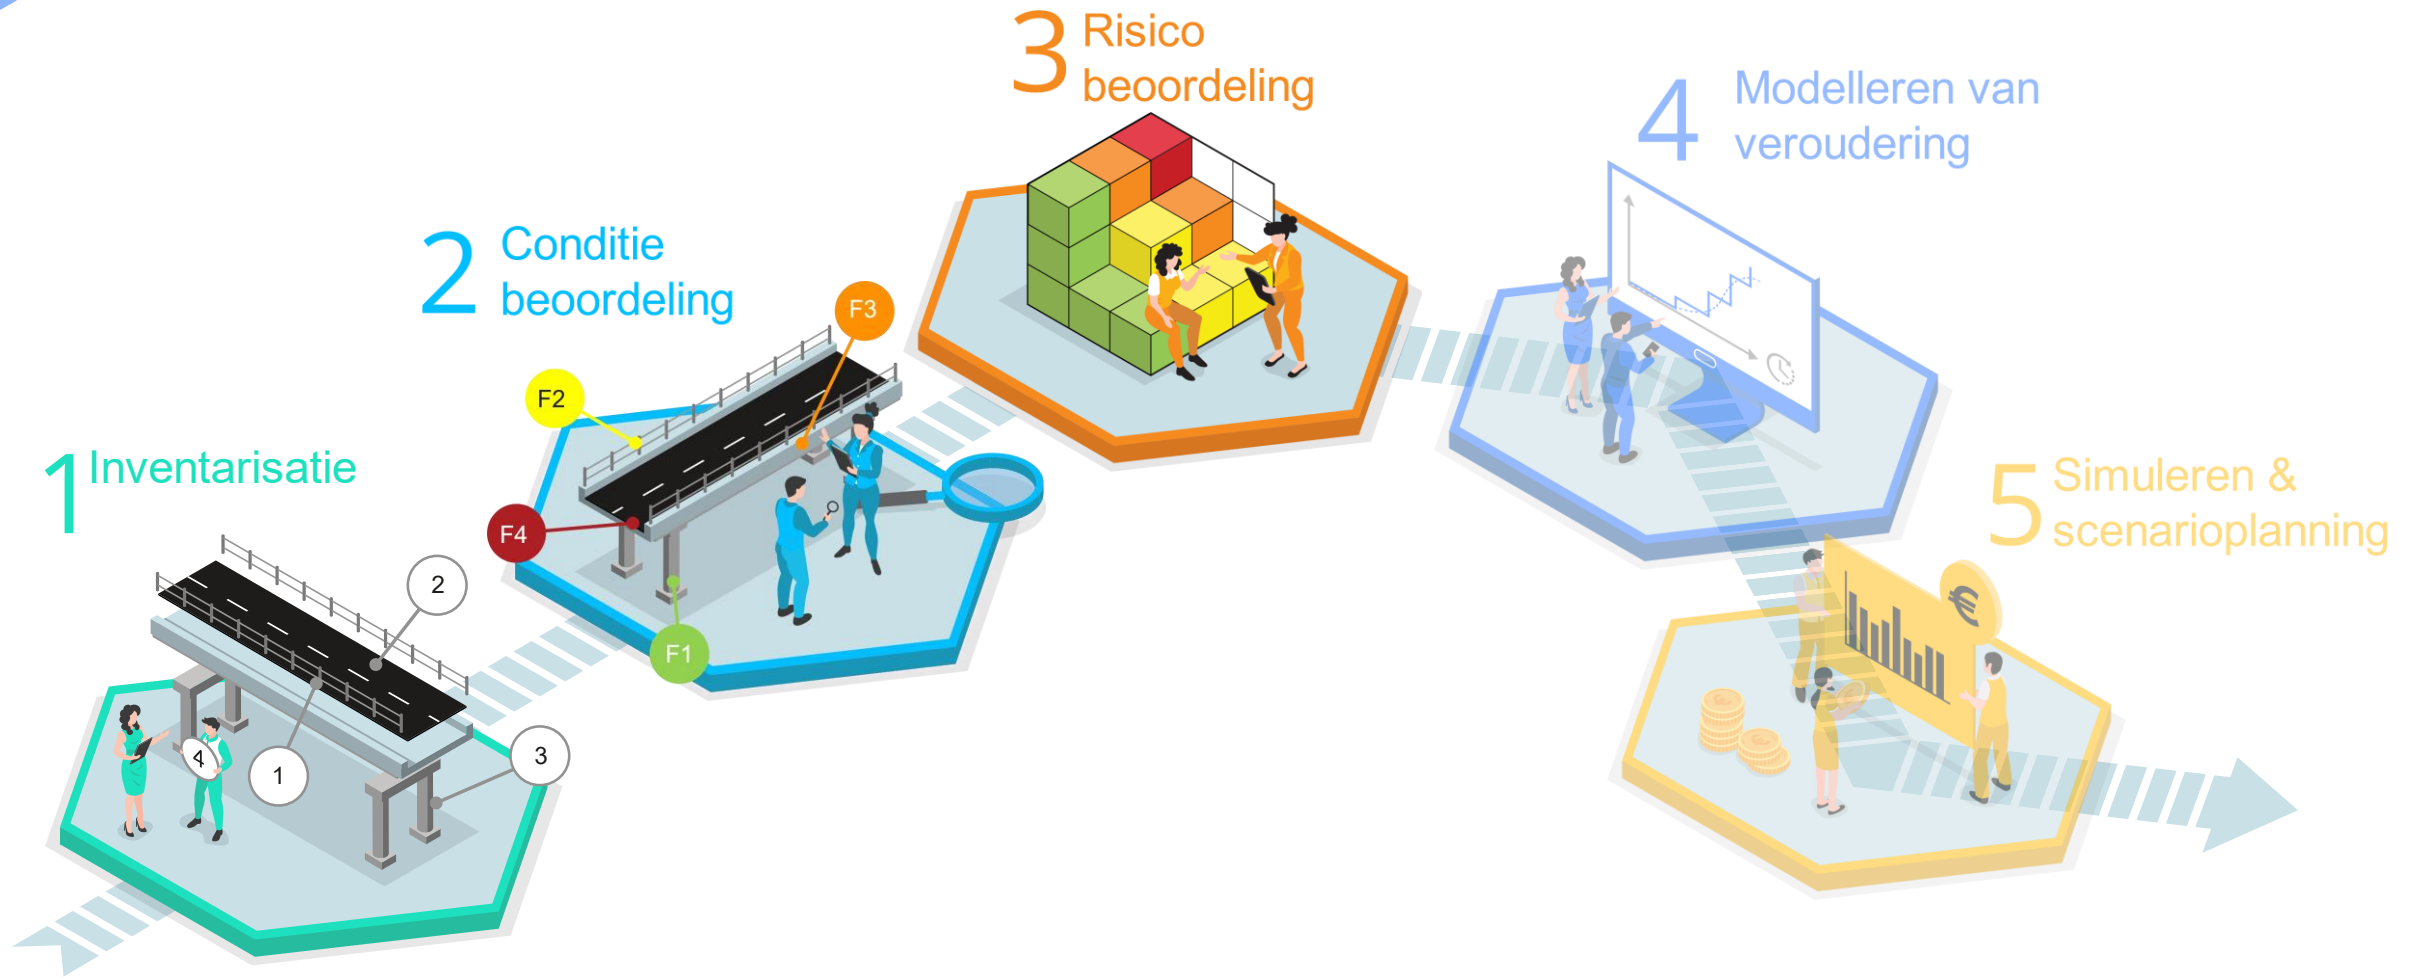 1 Inventarisatie
2
1
3
4
2 Conditie
beoordeling
F3
F2
F4
F1
3 Risico
beoordeling
4 Modelleren van
veroudering
5 Simuleren &
scenarioplanning
€